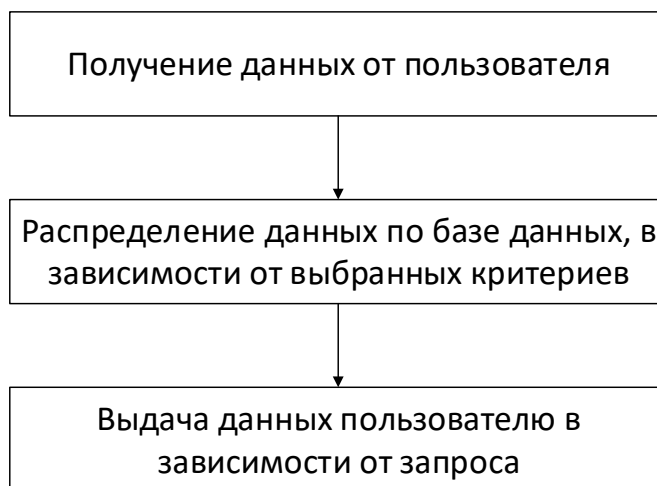 Получение данных от пользователя
Распределение данных по базе данных, в
зависимости от выбранных критериев
Выдача данных пользователю в
зависимости от запроса